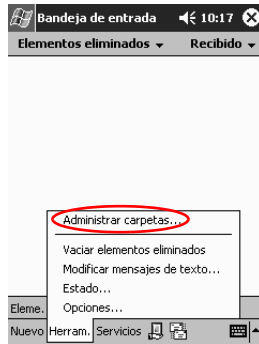 Bandeja de entrada 10:17
Elementos eliminados Recibido
Administrar carpetas...
Vaciar elementos eliminados
Modificar mensajes de texto...
Estado...
Opciones...
Eleme.
Nuevo Herram. Servicios